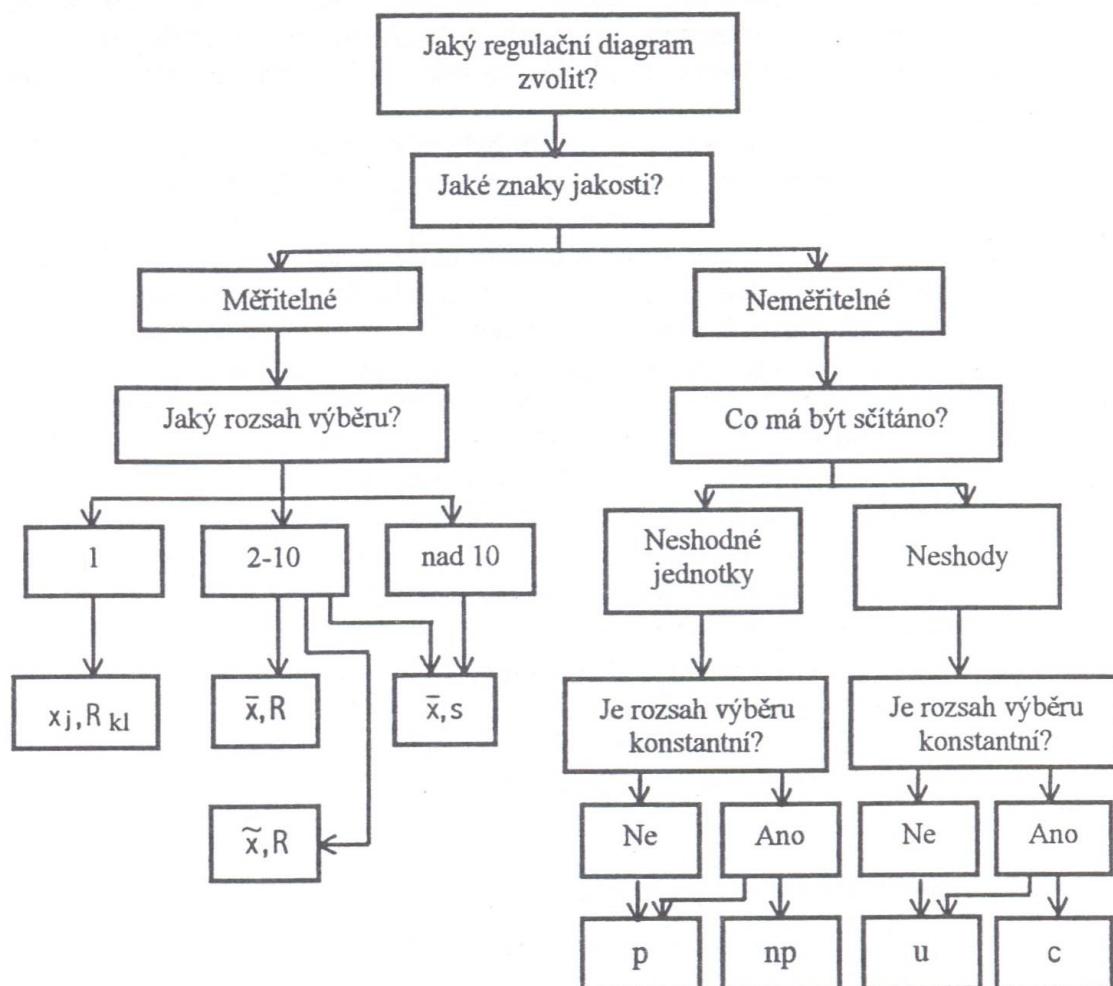 Jaký regulační diagram
zvolit?
Jaké znaky jakosti?
Měřitelné
Neměřitelné
Jaký rozsah výběru?
Co má být sčítáno?
1
2-10
nad 10
Neshodné
jednotky
Neshody
xj,Rkl
x̄,R
x̄,s
Je rozsah výběru
konstantní?
Je rozsah výběru
konstantní?
x̃,R
Ne
Ano
Ne
Ano
p
np
u
c